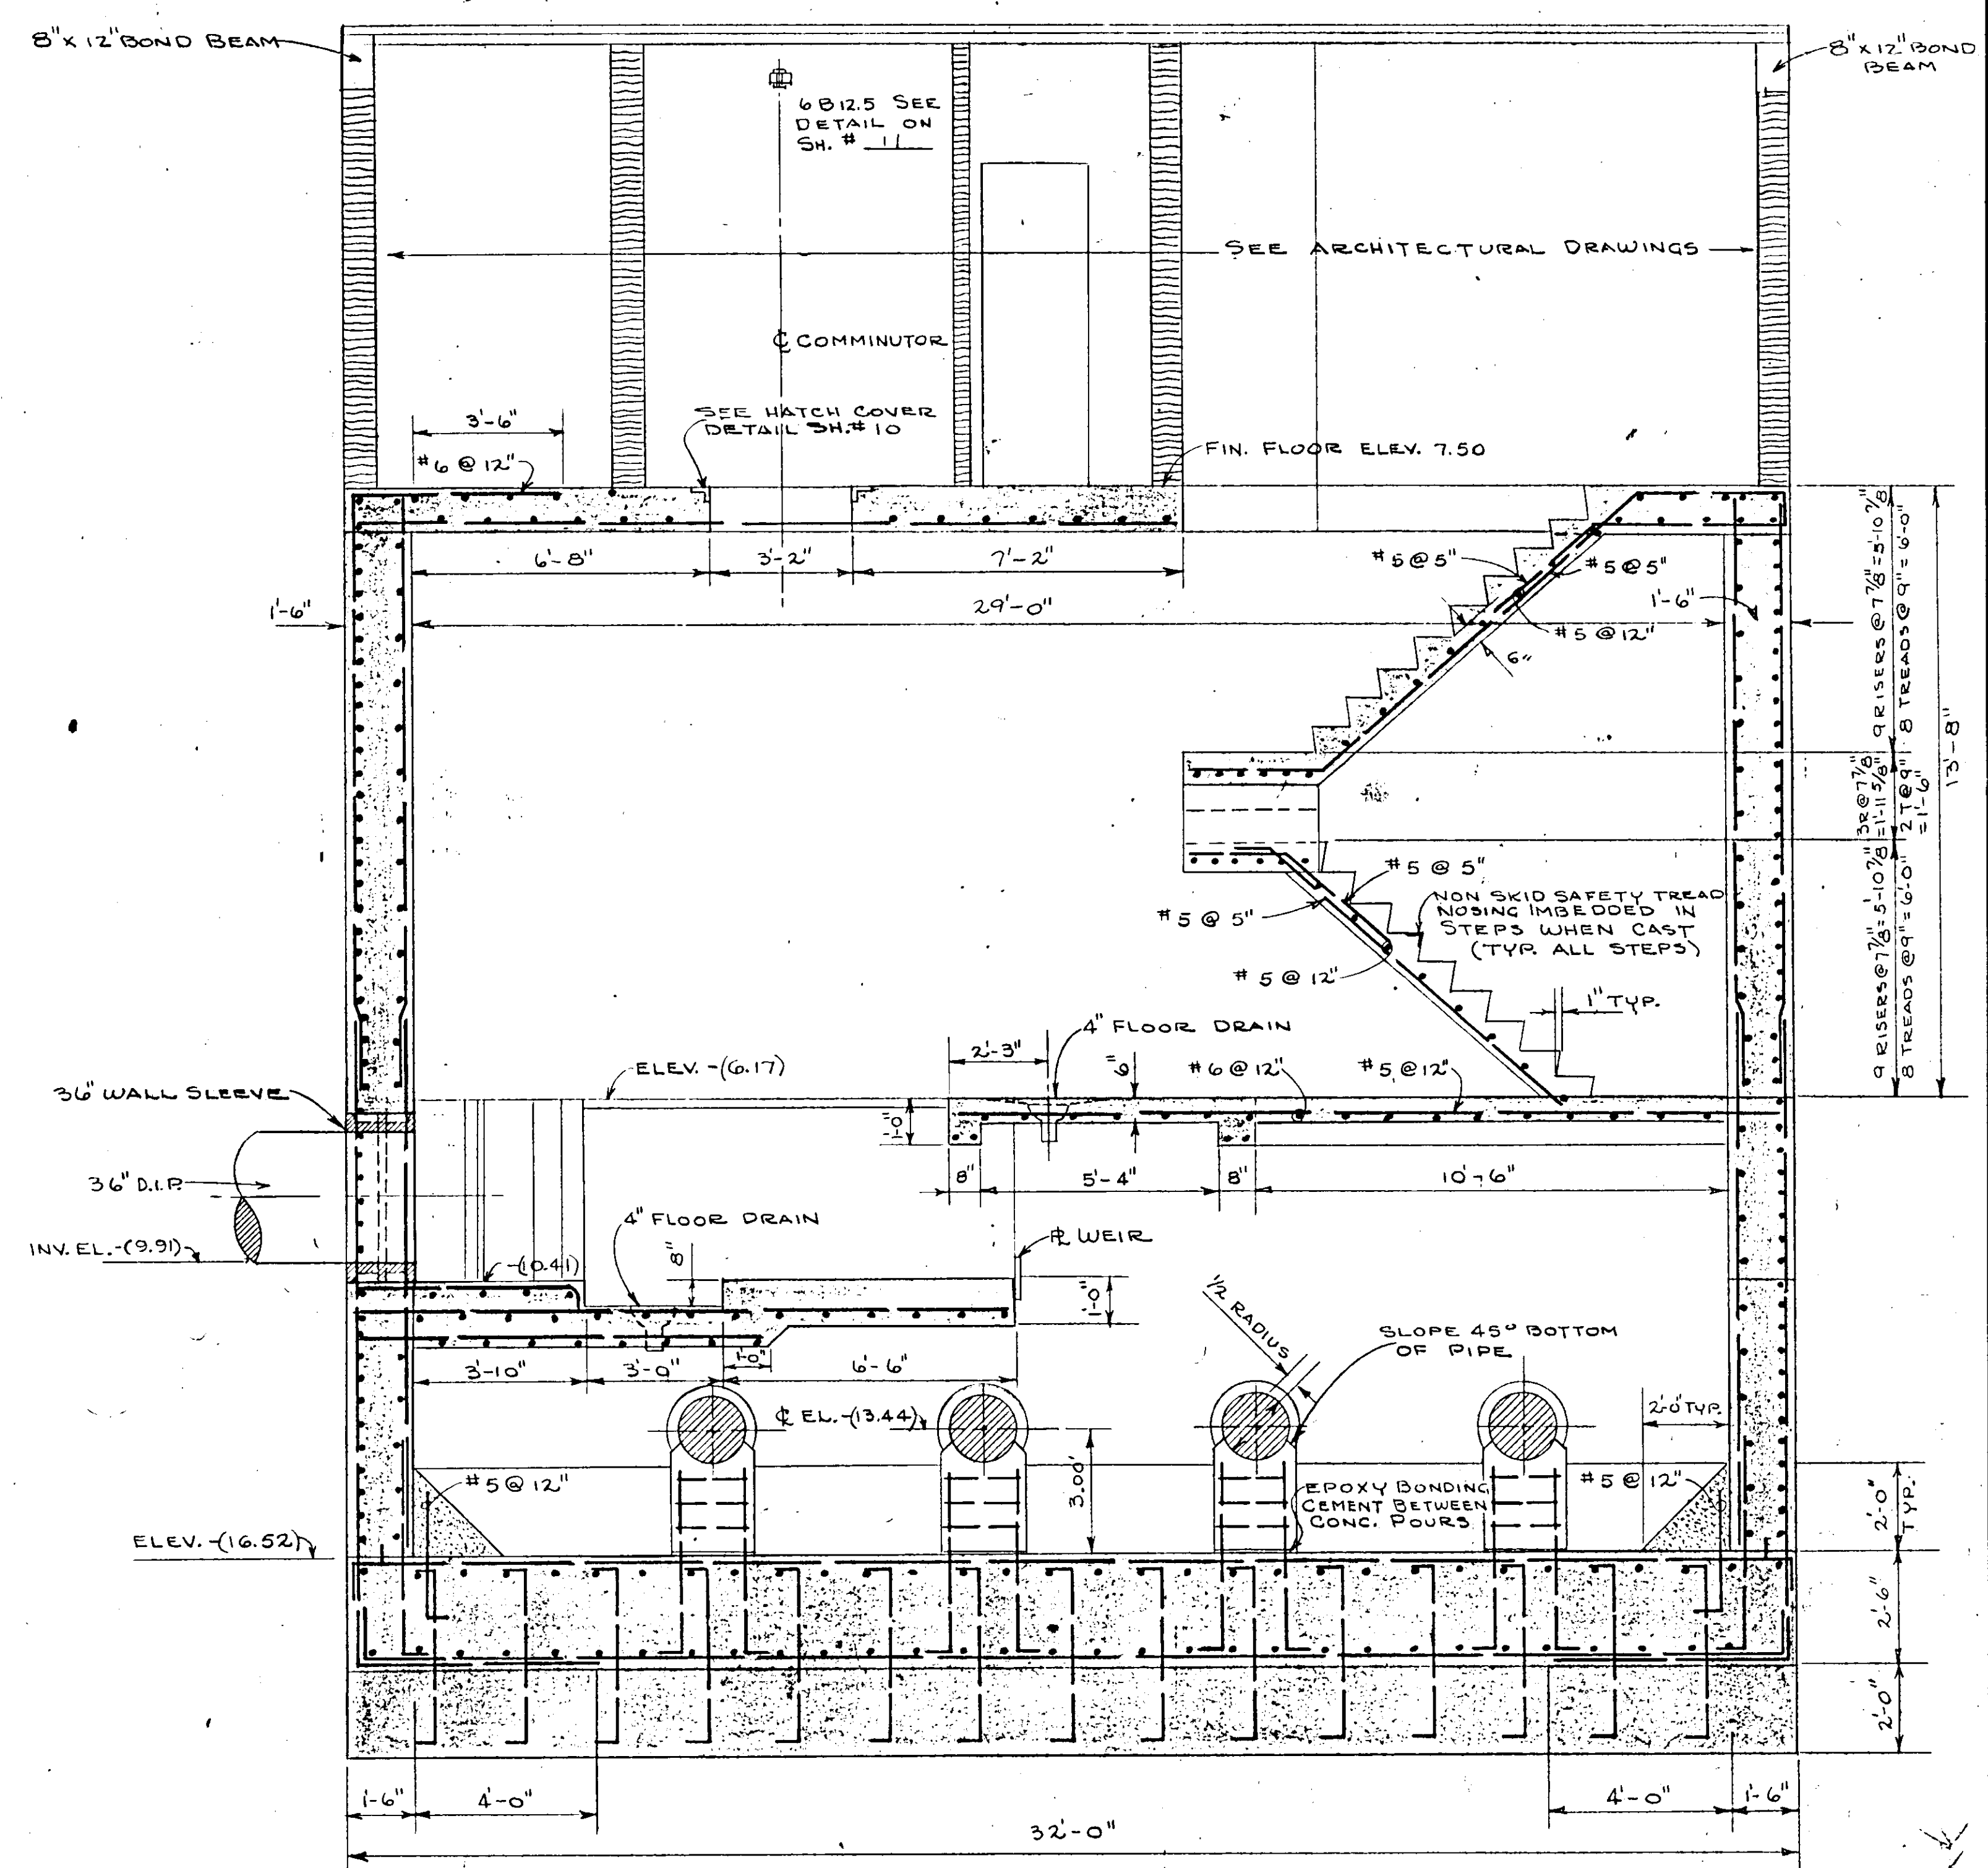 8"X12" BOND BEAM
8"X12" BOND
BEAM
6 B 12.5 SEE
DETAIL ON
SH. # 11
SEE ARCHITECTURAL DRAWINGS
℄ COMMINUTOR
3'-6"
#6 @ 12"
SEE HATCH COVER
DETAIL SH.# 10
FIN. FLOOR ELEV. 7.50
6'-8"
3'-2"
7'-2"
1'-6"
29'-0"
#5 @ 5"
#5 @ 5"
1'-6"
#5 @ 12"
6"
9 RISERS @ 7 7/8 = 5'-10 7/8"
8 TREADS @ 9" = 6'-0"
3R @ 7 7/8"
= 1'-11 5/8"
2 T @ 9"
= 1'-6"
13'-8"
9 RISERS @ 7 7/8" = 5'-10 7/8"
8 TREADS @ 9" = 6'-0"
#5 @ 5"
#5 @ 5"
NON SKID SAFETY TREAD
NOSING IMBEDDED IN
STEPS WHEN CAST
(TYP. ALL STEPS)
#5 @ 12"
1" TYP.
4" FLOOR DRAIN
2'-3"
ELEV. -(6.17)
6"
#6 @ 12"
#5 @ 12"
36" WALL SLEEVE
1'-0"
8"
5'-4"
8"
10'-6"
36" D.I.P.
4" FLOOR DRAIN
℄ WEIR
INV. EL. -(9.91)
-(10.41)
8"
1'-0"
1/2 RADIUS
SLOPE 45° BOTTOM
OF PIPE
3'-10"
3'-0"
1'-0"
6'-6"
℄ EL. -(13.44)
2'-0" TYP.
#5 @ 12"
3.00'
EPOXY BONDING
CEMENT BETWEEN
CONC. POURS
#5 @ 12"
2'-0"
TYP.
ELEV. -(16.52)
2'-6"
2'-0"
1'-6"
4'-0"
4'-0"
1'-6"
32'-0"